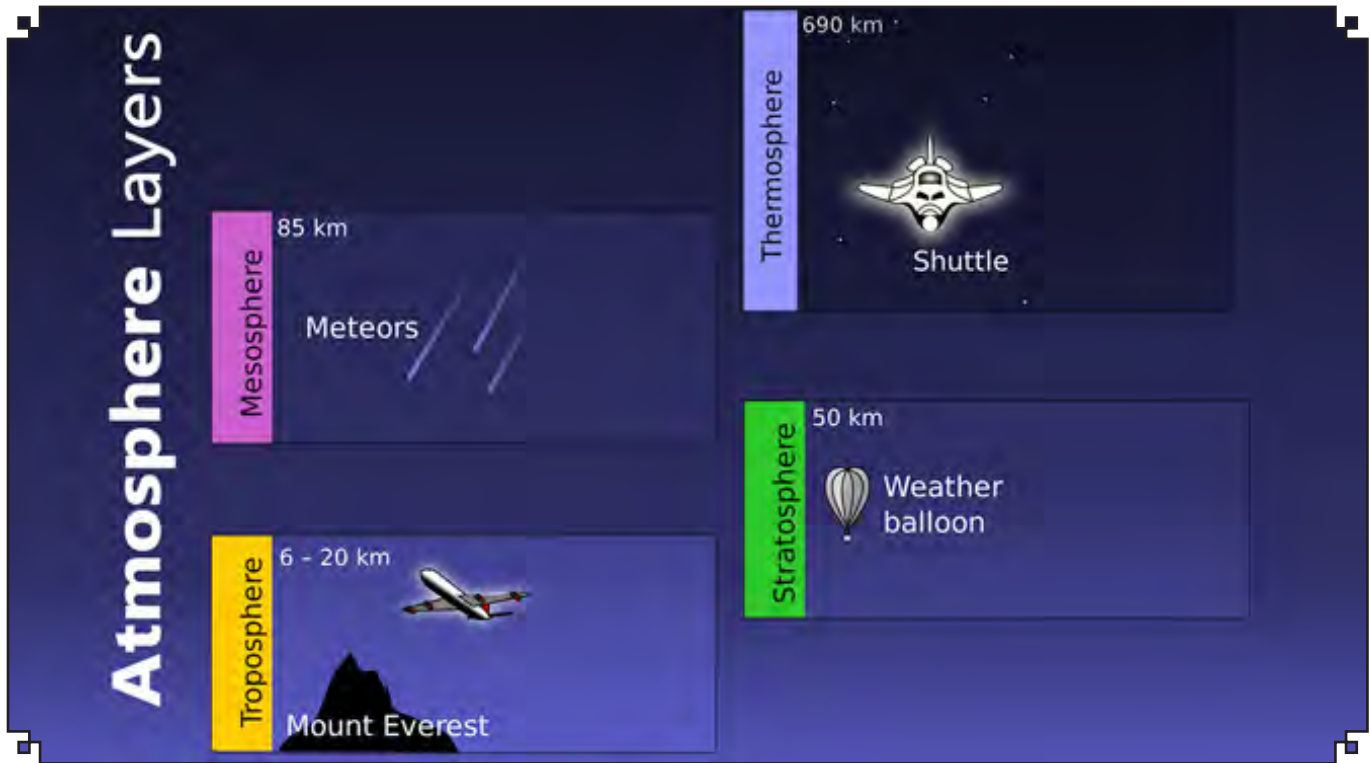 Atmosphere Layers
690 km
Thermosphere
Shuttle
85 km
Mesosphere
Meteors
50 km
Stratosphere
Weather
balloon
6 – 20 km
Troposphere
Mount Everest